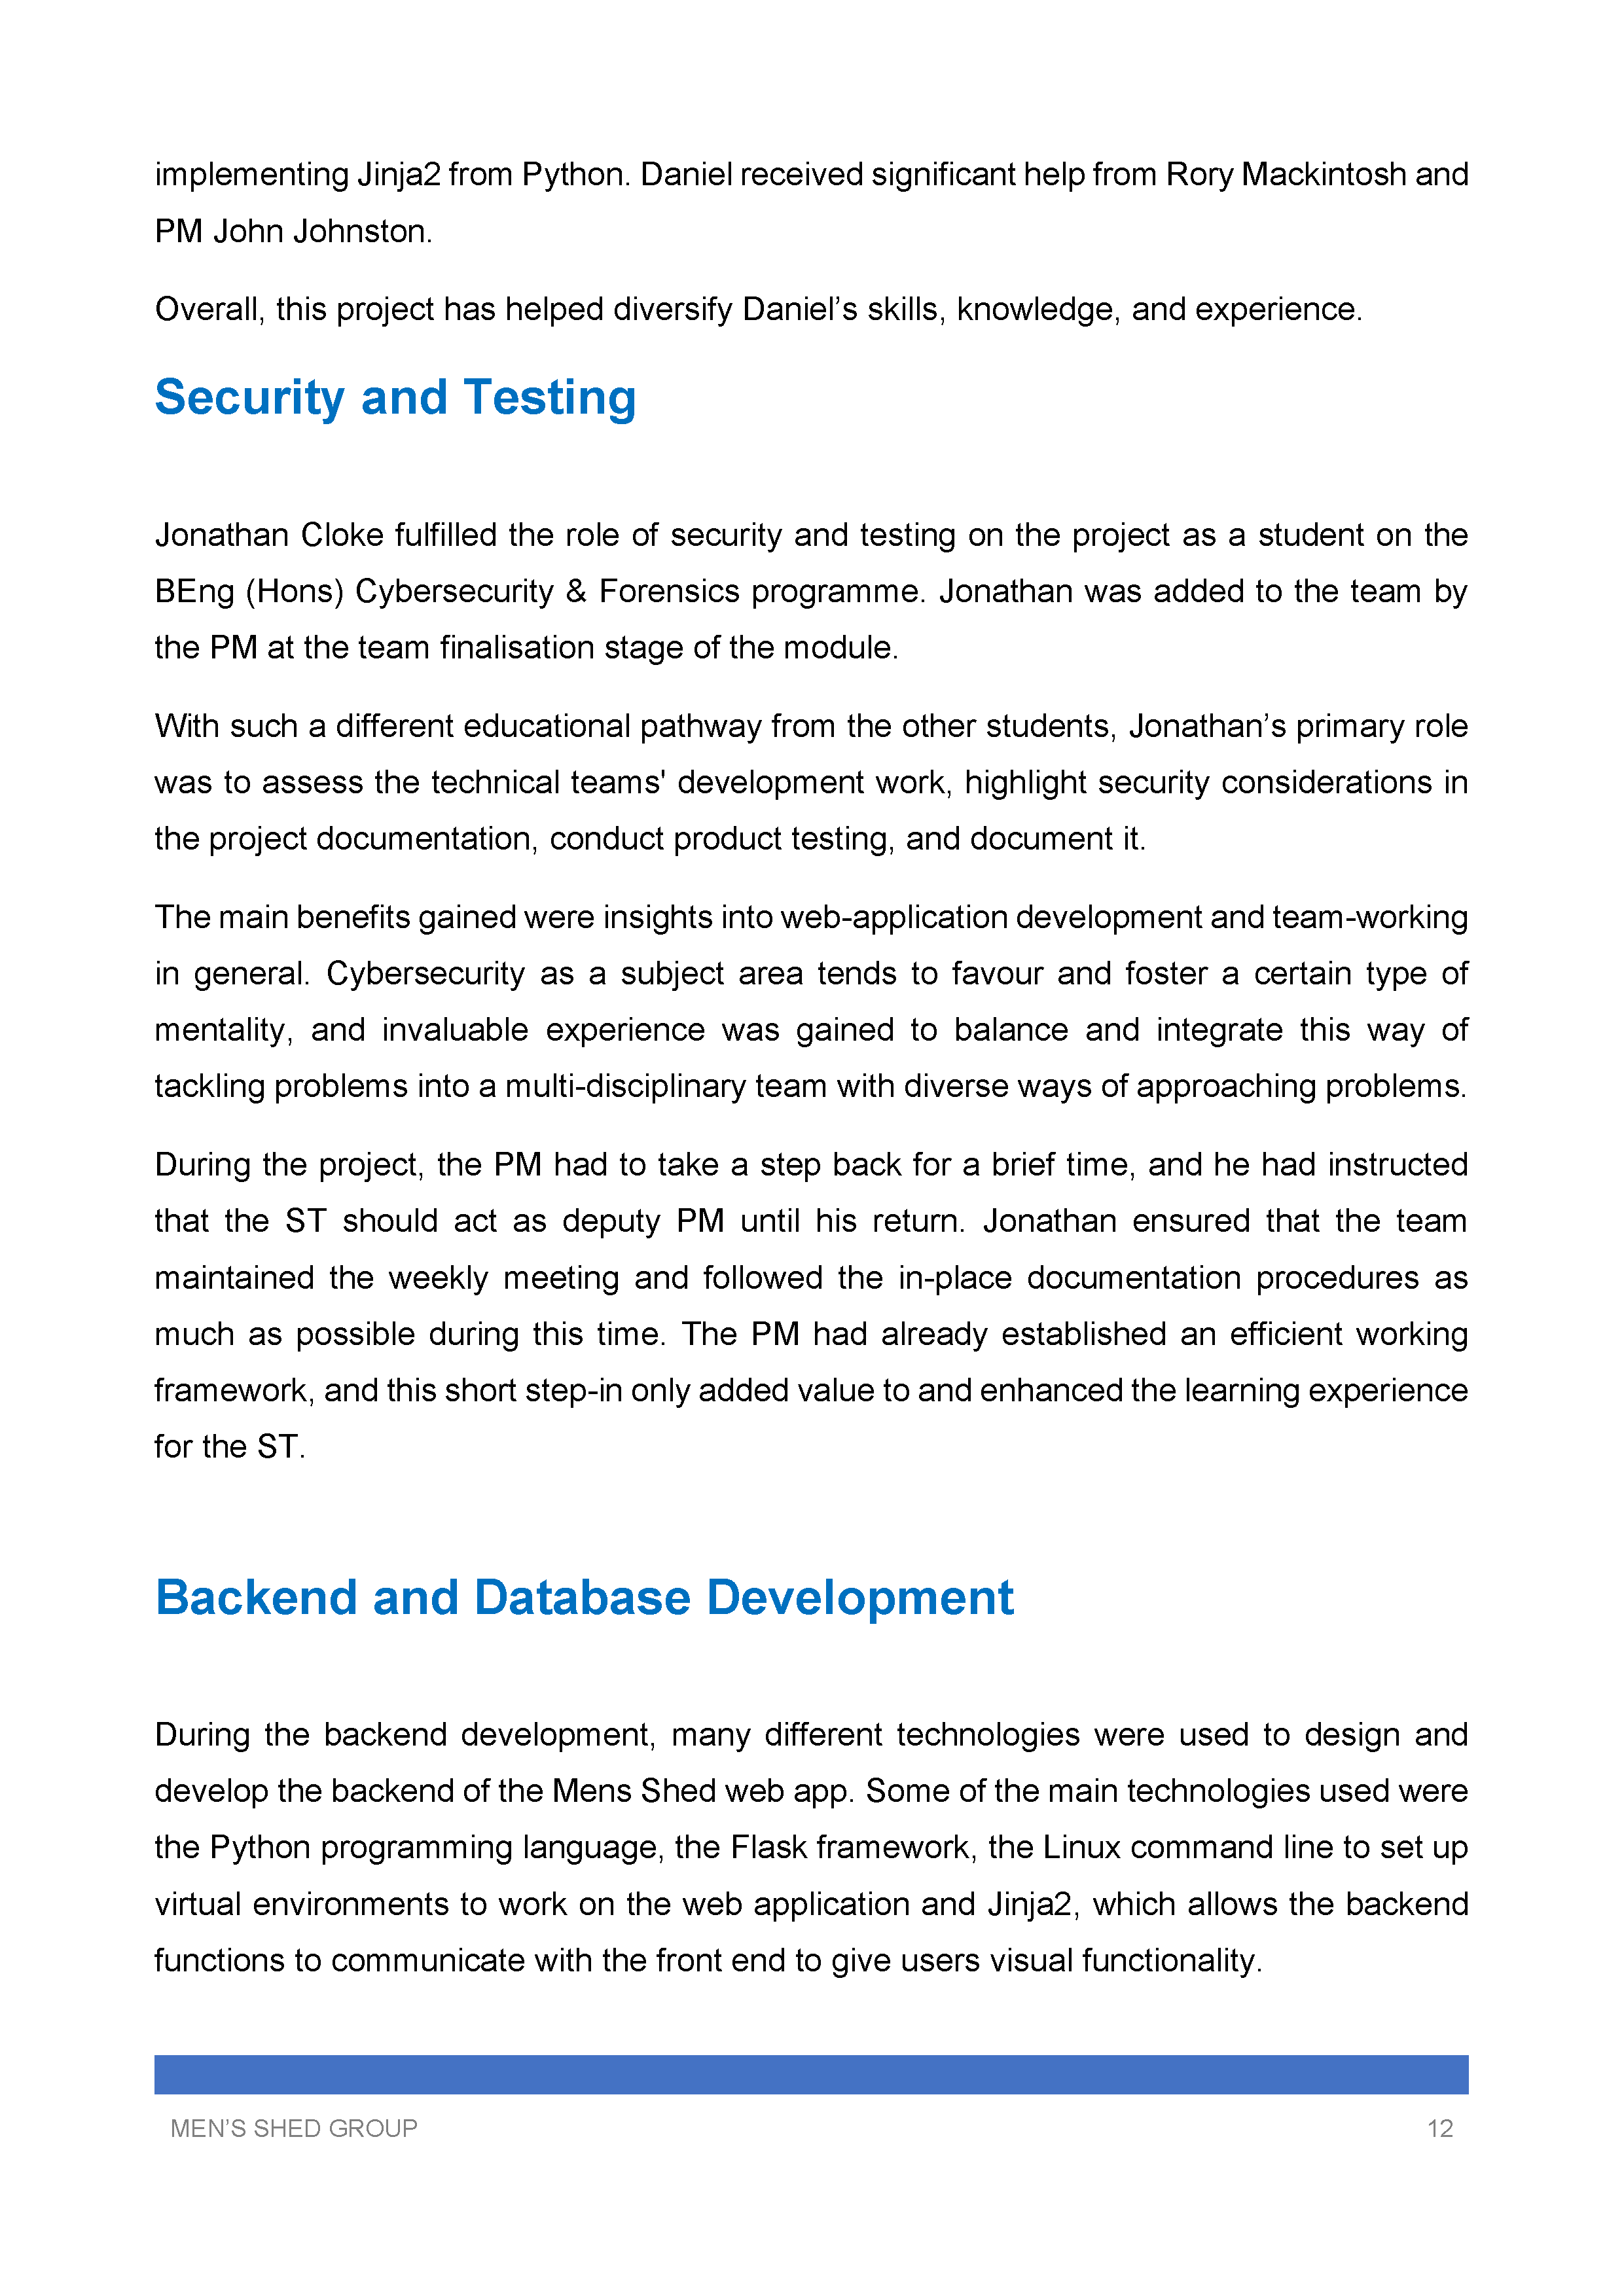 implementing Jinja2 from Python. Daniel received significant help from Rory Mackintosh and
PM John Johnston.
Overall, this project has helped diversify Daniel’s skills, knowledge, and experience.
Security and Testing
Jonathan Cloke fulfilled the role of security and testing on the project as a student on the
BEng (Hons) Cybersecurity & Forensics programme. Jonathan was added to the team by
the PM at the team finalisation stage of the module.
With such a different educational pathway from the other students, Jonathan’s primary role
was to assess the technical teams' development work, highlight security considerations in
the project documentation, conduct product testing, and document it.
The main benefits gained were insights into web-application development and team-working
in general. Cybersecurity as a subject area tends to favour and foster a certain type of
mentality, and invaluable experience was gained to balance and integrate this way of
tackling problems into a multi-disciplinary team with diverse ways of approaching problems.
During the project, the PM had to take a step back for a brief time, and he had instructed
that the ST should act as deputy PM until his return. Jonathan ensured that the team
maintained the weekly meeting and followed the in-place documentation procedures as
much as possible during this time. The PM had already established an efficient working
framework, and this short step-in only added value to and enhanced the learning experience
for the ST.
Backend and Database Development
During the backend development, many different technologies were used to design and
develop the backend of the Mens Shed web app. Some of the main technologies used were
the Python programming language, the Flask framework, the Linux command line to set up
virtual environments to work on the web application and Jinja2, which allows the backend
functions to communicate with the front end to give users visual functionality.
MEN’S SHED GROUP 12